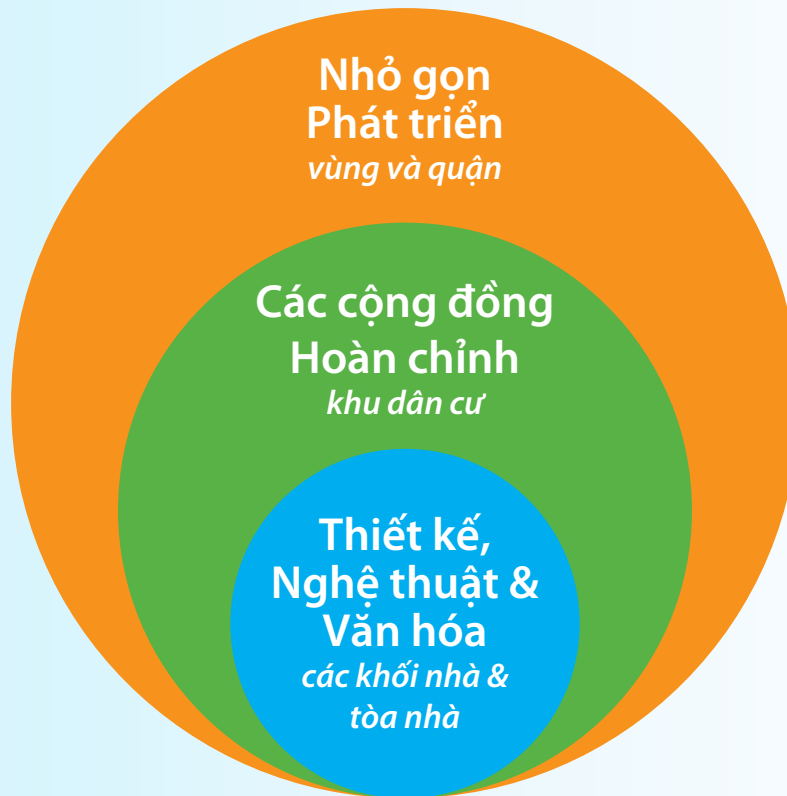 Nhỏ gọn
Phát triển
vùng và quận
Các cộng đồng
Hoàn chỉnh
khu dân cư
Thiết kế,
Nghệ thuật &
Văn hóa
các khối nhà &
tòa nhà